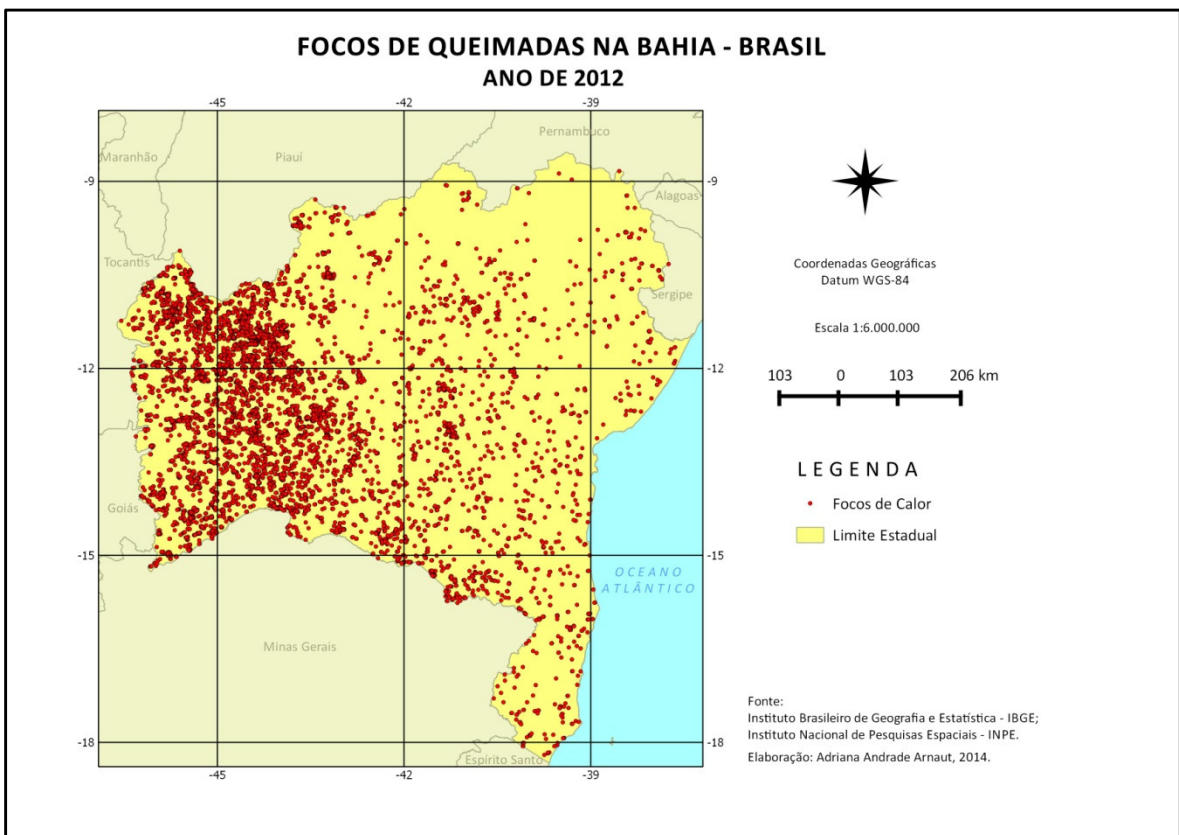 FOCOS DE QUEIMADAS NA BAHIA - BRASIL
ANO DE 2012
-45 -42 -39
Pernambuco
Maranhão Piauí
-9 -9
Alagoas
Tocantis
Sergipe
-12 -12
Goiás
-15 -15
OCEANO
ATLÂNTICO
Minas Gerais
-18 -18
Espírito Santo
-45 -42 -39
Coordenadas Geográficas
Datum WGS-84
Escala 1:6.000.000
103 0 103 206 km
LEGENDA
Focos de Calor
Limite Estadual
Fonte:
Instituto Brasileiro de Geografia e Estatística - IBGE;
Instituto Nacional de Pesquisas Espaciais - INPE.
Elaboração: Adriana Andrade Arnaut, 2014.